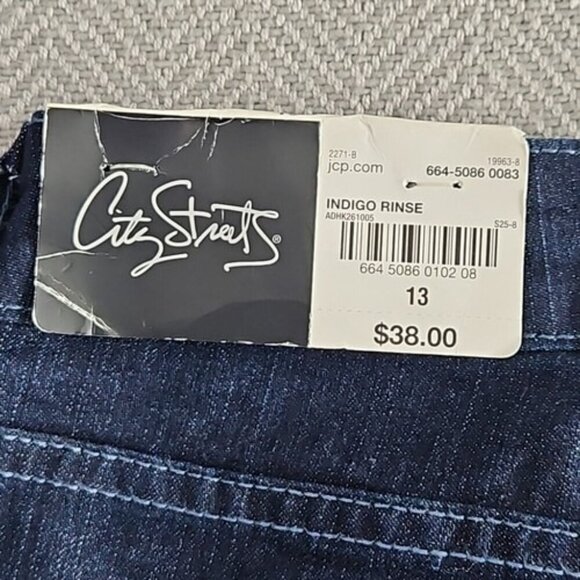 City Streets®
2271-8 19963-8
jcp.com 664-5086 0083
INDIGO RINSE
ADHK261005 S25-8
664 5086 0102 08
13
$38.00